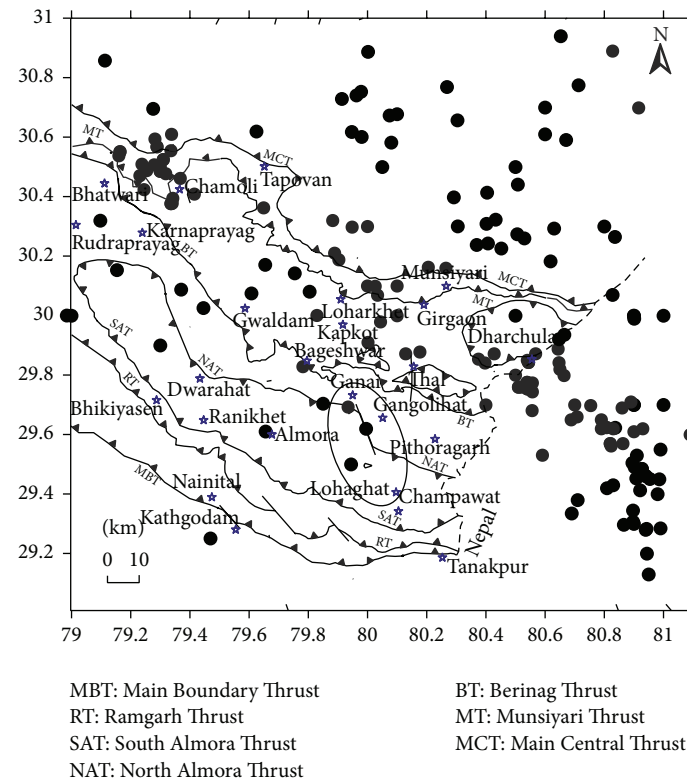 31
N
30.8
30.6
MT
MCT
Tapovan
Bhatwari
Chamoli
30.4
Rudraprayag
Karnaprayag
BT
30.2
Munsiyari
MCT
MT
Loharkhet
Girgaon
Gwaldam
Kapkot
Dharchula
30
SAT
Bageshwar
29.8
RT
NAT
Dwarahat
Ganai
Thal
Gangolihat
BT
Bhikiyasen
Ranikhet
29.6
Almora
Pithoragarh
NAT
MBT
Nainital
Lohaghat
Champawat
29.4
Kathgodam
SAT
(km)
RT
Nepal
0 10
29.2
Tanakpur
79 79.2 79.4 79.6 79.8 80 80.2 80.4 80.6 80.8 81
MBT: Main Boundary Thrust
RT: Ramgarh Thrust
SAT: South Almora Thrust
NAT: North Almora Thrust
BT: Berinag Thrust
MT: Munsiyari Thrust
MCT: Main Central Thrust